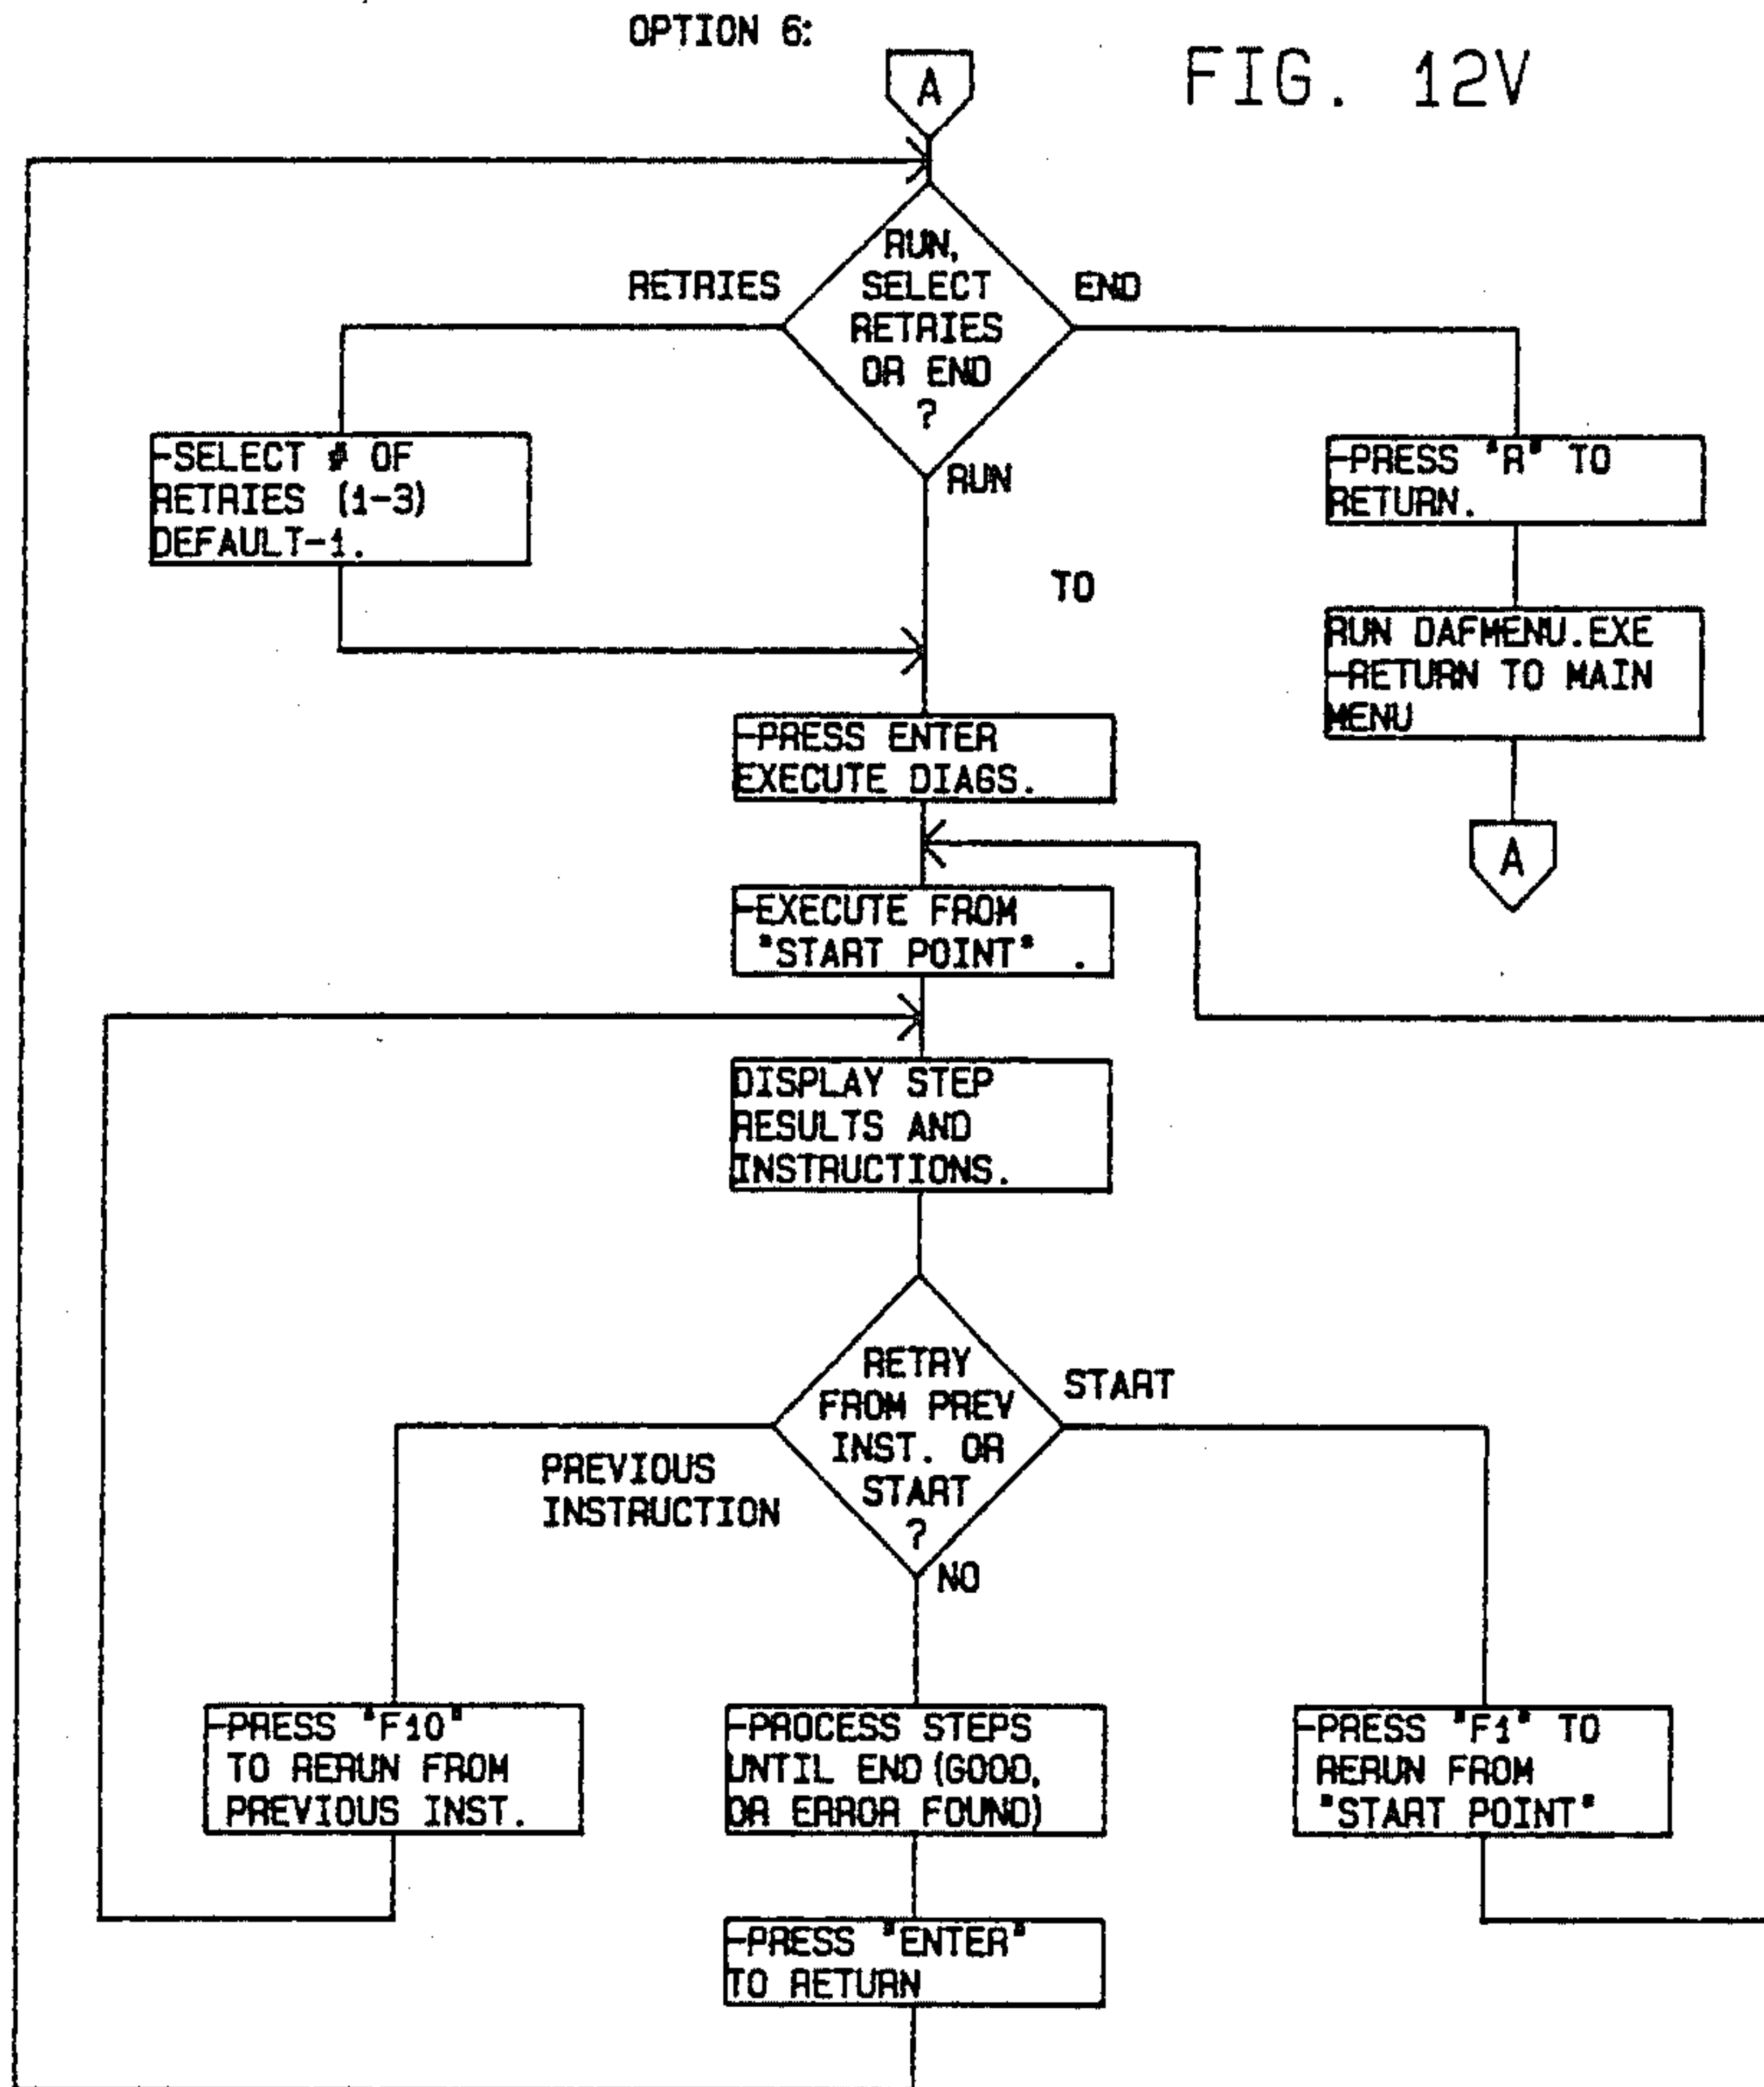 OPTION 6:
FIG. 12V
A
RUN,
SELECT
RETRIES
OR END
?
RETRIES
END
RUN
-SELECT # OF
RETRIES (1-3)
DEFAULT-1.
-PRESS "R" TO
RETURN.
TO
RUN DAFMENU.EXE
-RETURN TO MAIN
MENU
A
-PRESS ENTER
EXECUTE DIAGS.
-EXECUTE FROM
"START POINT" .
DISPLAY STEP
RESULTS AND
INSTRUCTIONS.
RETRY
FROM PREV
INST. OR
START
?
START
PREVIOUS
INSTRUCTION
NO
-PRESS "F10"
TO RERUN FROM
PREVIOUS INST.
-PROCESS STEPS
UNTIL END (GOOD,
OR ERROR FOUND)
-PRESS "F1" TO
RERUN FROM
"START POINT"
-PRESS "ENTER"
TO RETURN